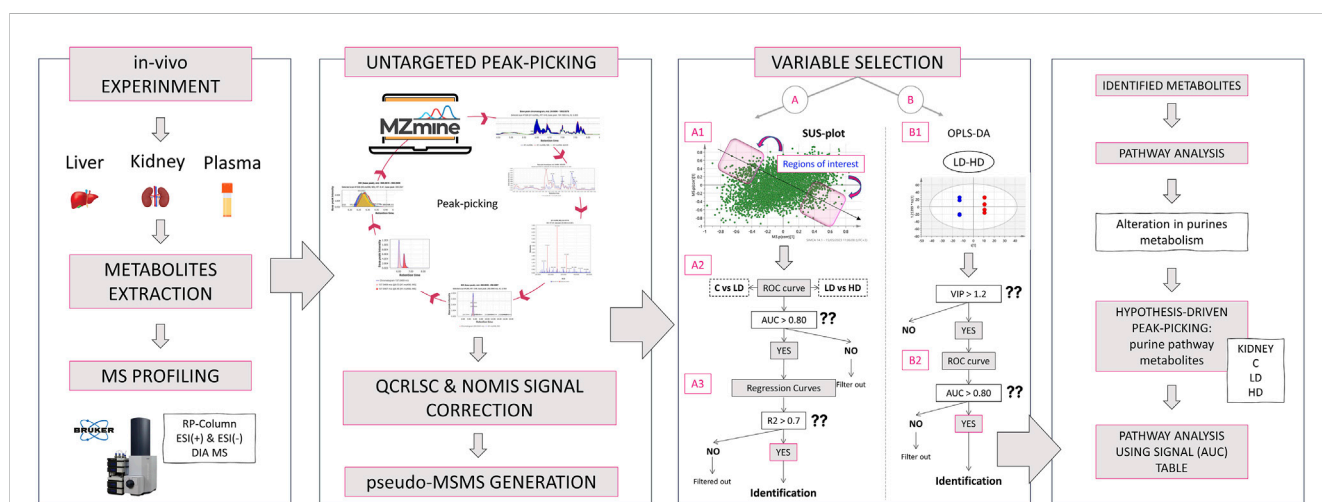 in-vivo
EXPERIMENT
Liver
Kidney
Plasma
METABOLITES
EXTRACTION
MS PROFILING
BRUKER
RP-Column
ESI(+) & ESI(-)
DIA MS
UNTARGETED PEAK-PICKING
MZmine
Peak-picking
QCRLSC & NOMIS SIGNAL
CORRECTION
pseudo-MSMS GENERATION
VARIABLE SELECTION
A
B
A1
SUS-plot
Regions of interest
A2
C vs LD
ROC curve
LD vs HD
AUC > 0.80
??
YES
NO
Filter out
A3
Regression Curves
R2 > 0.7
??
NO
YES
Filtered out
Identification
B1
OPLS-DA
LD-HD
VIP > 1.2
??
NO
YES
B2
ROC curve
AUC > 0.80
??
NO
YES
Filter out
Identification
IDENTIFIED METABOLITES
PATHWAY ANALYSIS
Alteration in purines
metabolism
HYPOTHESIS-DRIVEN
PEAK-PICKING:
purine pathway
metabolites
KIDNEY
C
LD
HD
PATHWAY ANALYSIS
USING SIGNAL (AUC)
TABLE